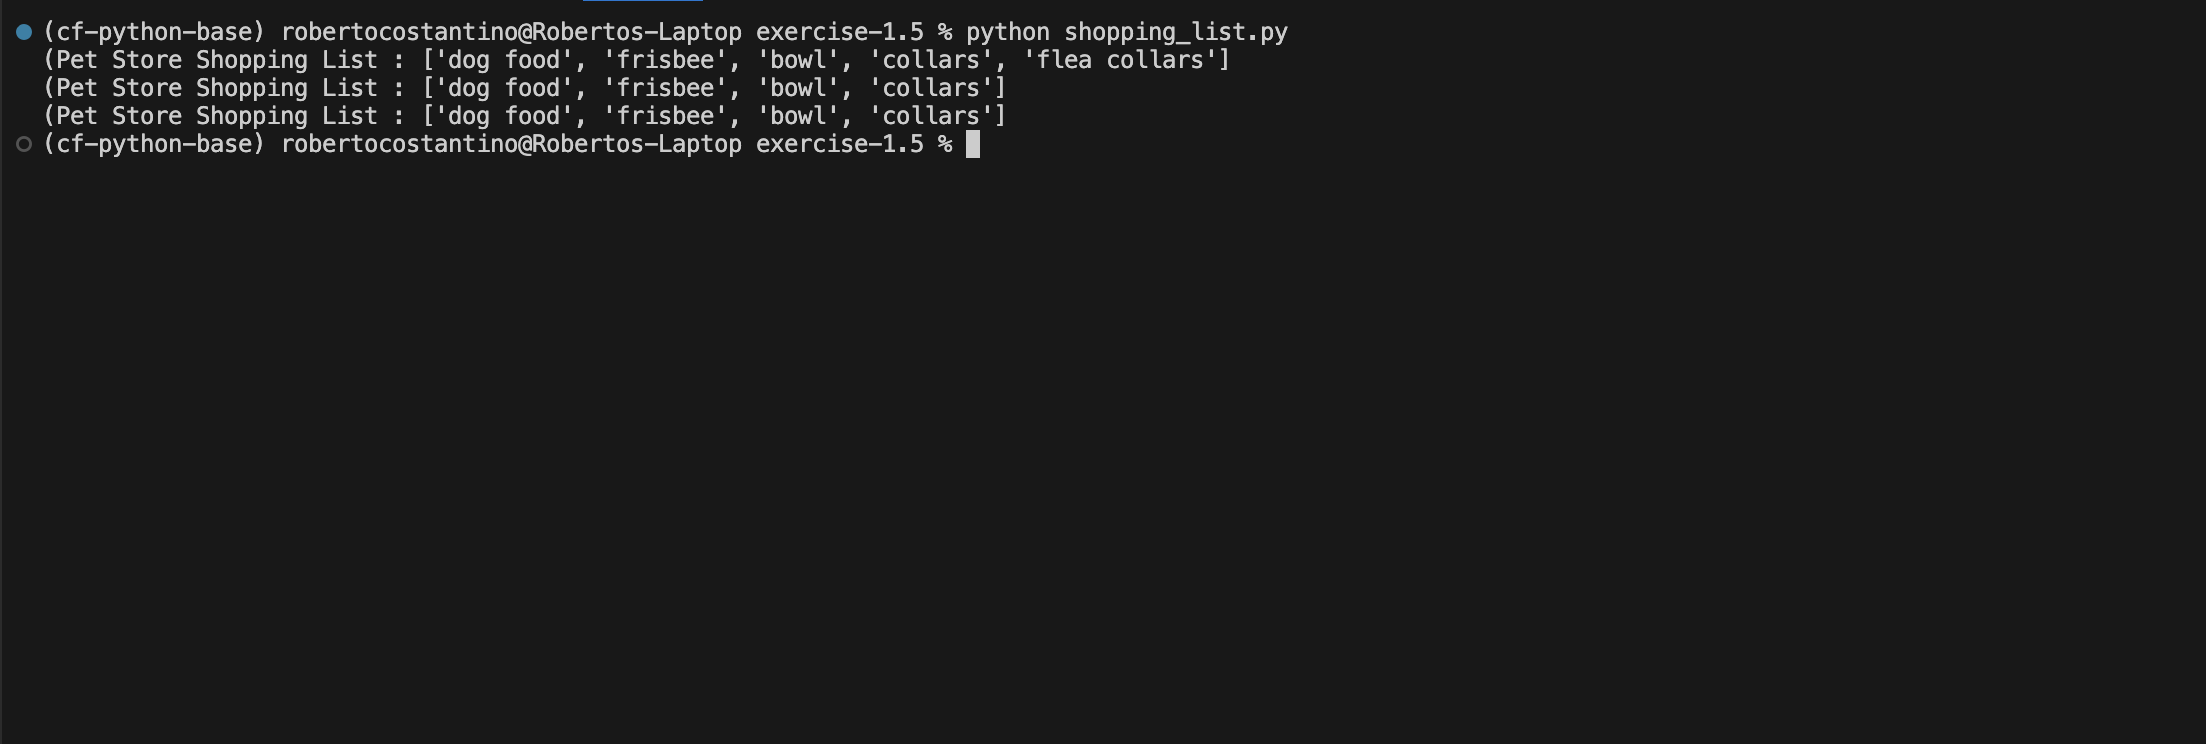 (cf-python-base) robertocostantino@Robertos-Laptop exercise-1.5 % python shopping_list.py
(Pet Store Shopping List : ['dog food', 'frisbee', 'bowl', 'collars', 'flea collars']
(Pet Store Shopping List : ['dog food', 'frisbee', 'bowl', 'collars']
(Pet Store Shopping List : ['dog food', 'frisbee', 'bowl', 'collars']
(cf-python-base) robertocostantino@Robertos-Laptop exercise-1.5 %